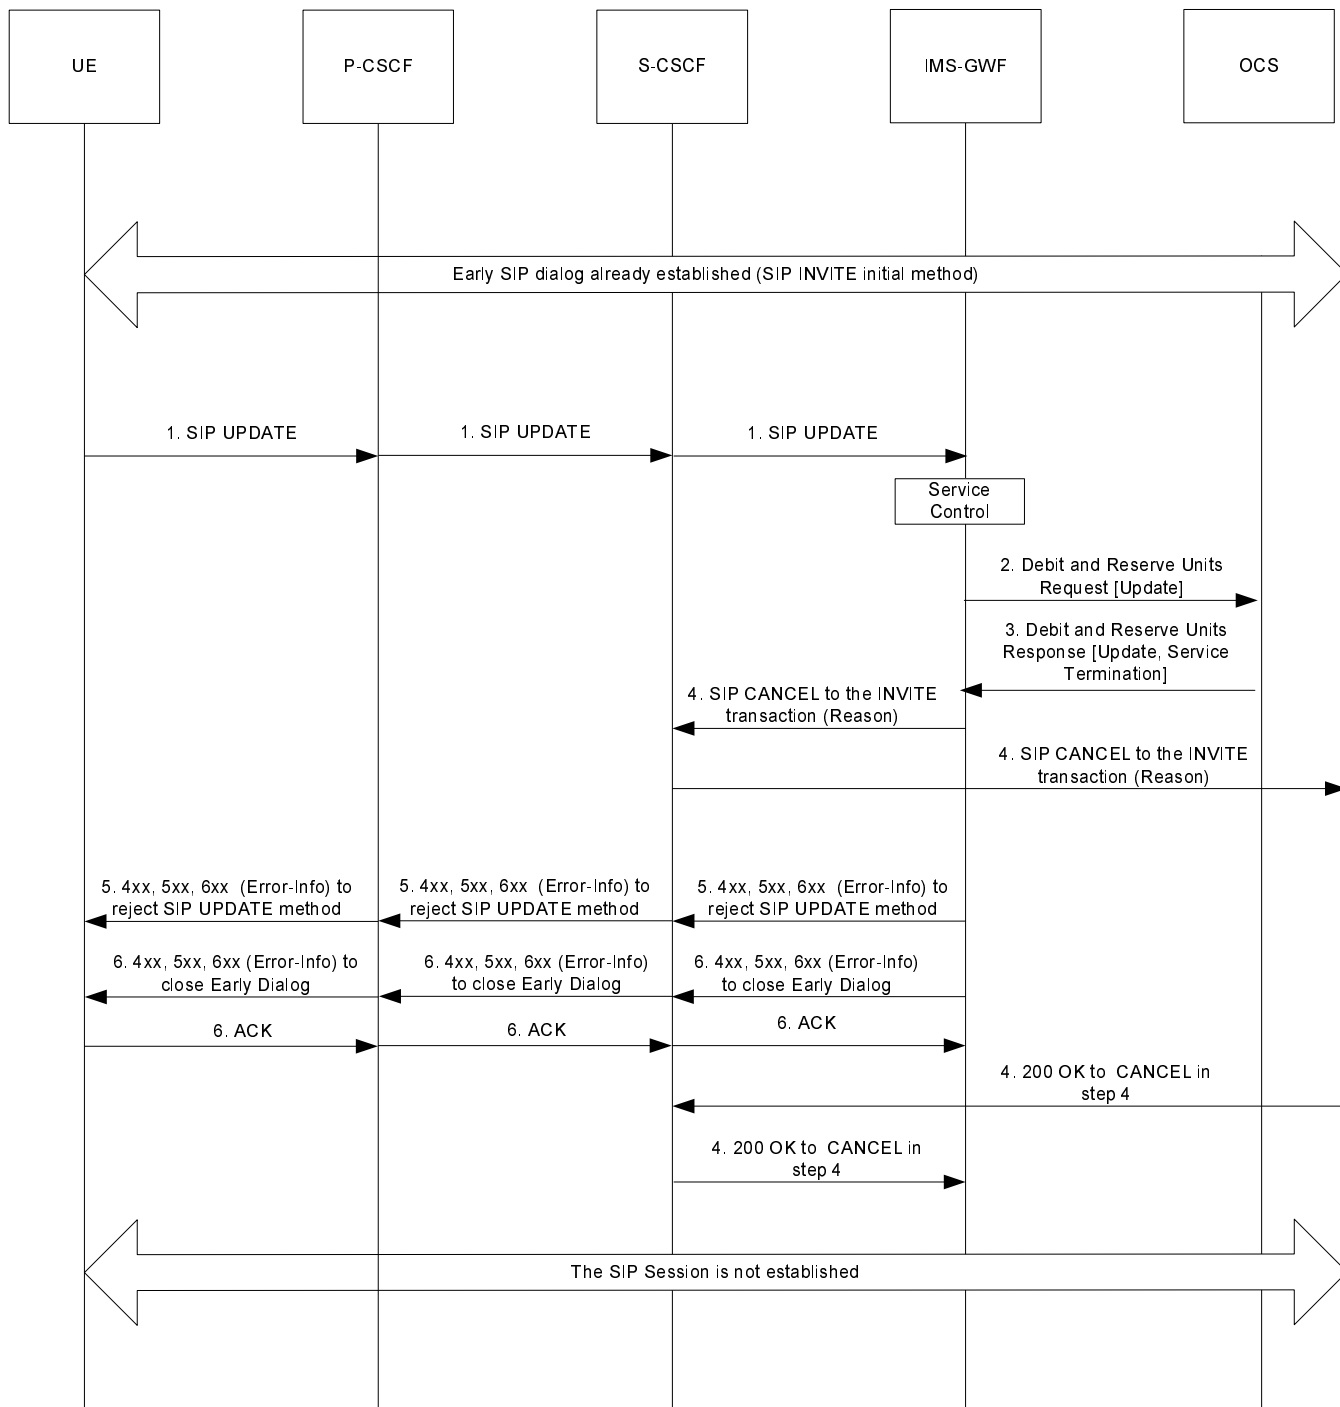 UE
P-CSCF
S-CSCF
IMS-GWF
OCS
Early SIP dialog already established (SIP INVITE initial method)
1. SIP UPDATE
1. SIP UPDATE
1. SIP UPDATE
Service
Control
2. Debit and Reserve Units
Request [Update]
3. Debit and Reserve Units
Response [Update, Service
Termination]
4. SIP CANCEL to the INVITE
transaction (Reason)
4. SIP CANCEL to the INVITE
transaction (Reason)
5. 4xx, 5xx, 6xx (Error-Info) to
reject SIP UPDATE method
5. 4xx, 5xx, 6xx (Error-Info) to
reject SIP UPDATE method
5. 4xx, 5xx, 6xx (Error-Info) to
reject SIP UPDATE method
6. 4xx, 5xx, 6xx (Error-Info) to
close Early Dialog
6. 4xx, 5xx, 6xx (Error-Info)
to close Early Dialog
6. 4xx, 5xx, 6xx (Error-Info)
to close Early Dialog
6. ACK
6. ACK
6. ACK
4. 200 OK to CANCEL in
step 4
4. 200 OK to CANCEL in
step 4
The SIP Session is not established